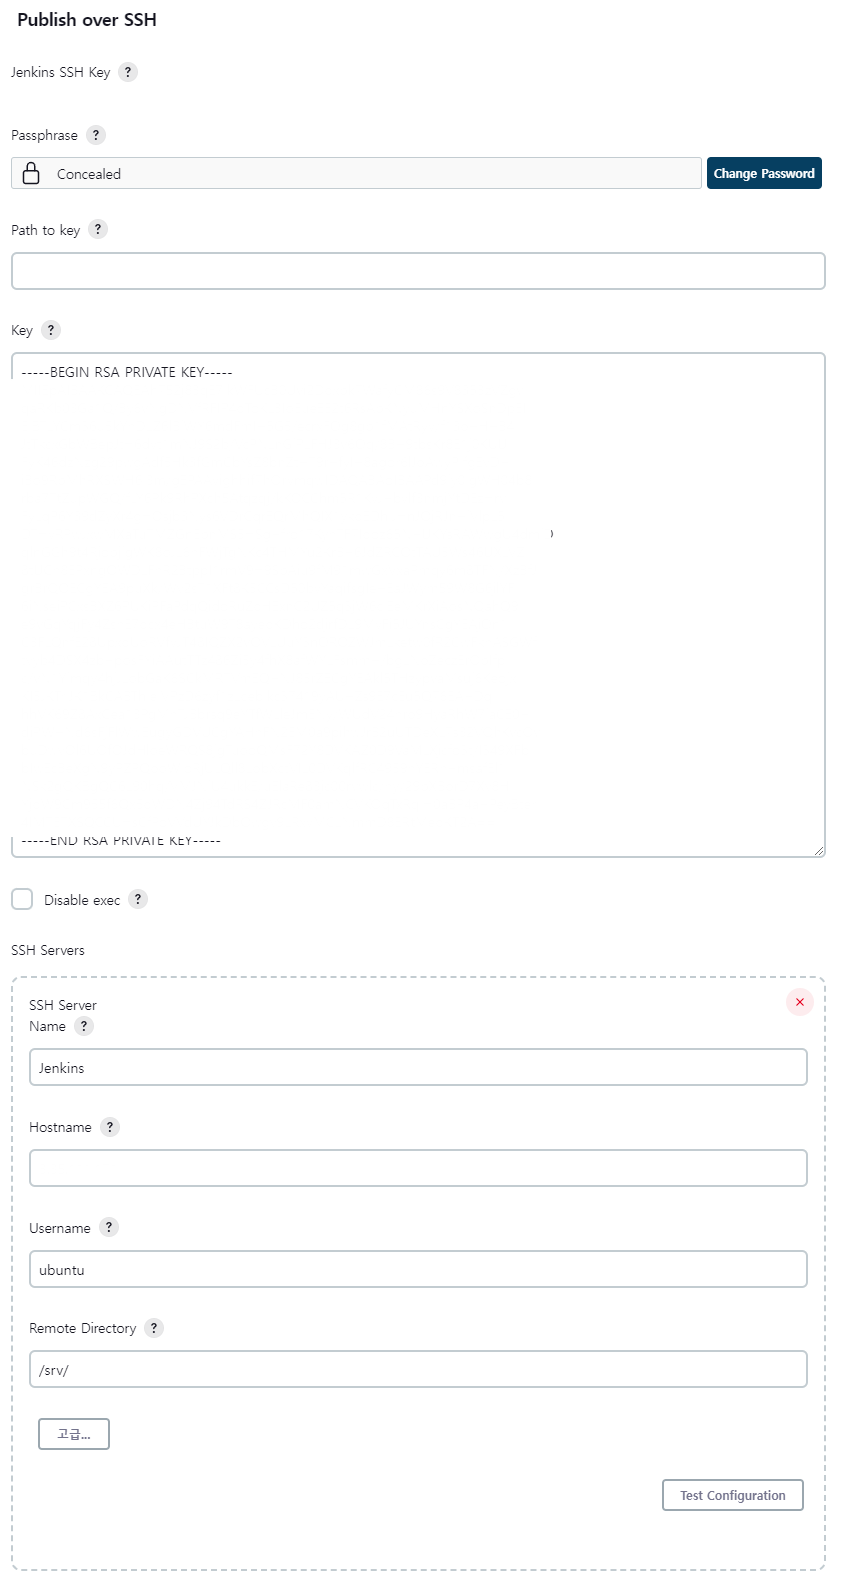 Publish over SSH
Jenkins SSH Key ?
Passphrase ?
Concealed Change Password
Path to key ?
Key ?
-----BEGIN RSA PRIVATE KEY-----
-----END RSA PRIVATE KEY-----
Disable exec ?
SSH Servers
SSH Server
Name ?
Jenkins
Hostname ?
Username ?
ubuntu
Remote Directory ?
/srv/
고급...
Test Configuration